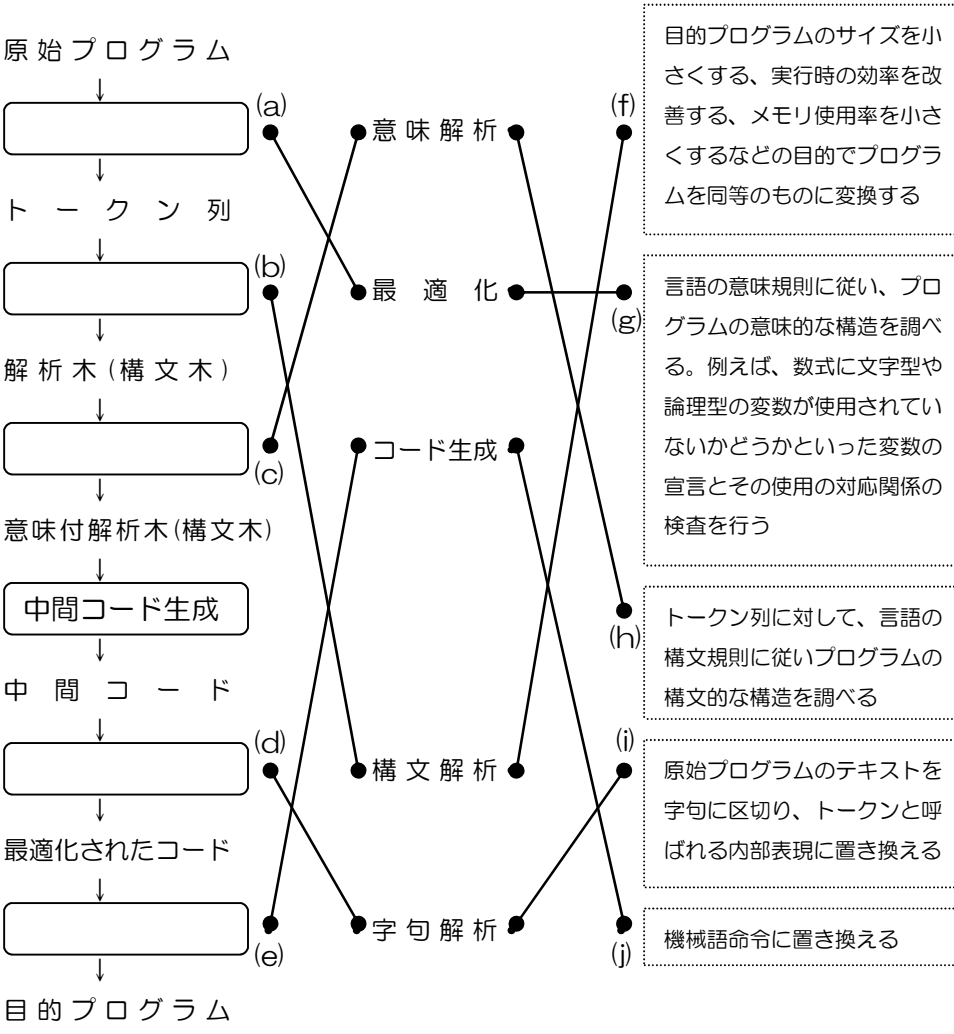 原始プログラム
(a)
トークン列
(b)
解析木(構文木)
(c)
意味付解析木(構文木)
中間コード生成
中間コード
(d)
最適化されたコード
(e)
目的プログラム
意味解析
最適化
コード生成
構文解析
字句解析
(f)
目的プログラムのサイズを小
さくする、実行時の効率を改
善する、メモリ使用率を小さ
くするなどの目的でプログラ
ムを同等のものに変換する
(g)
言語の意味規則に従い、プロ
グラムの意味的な構造を調べ
る。例えば、数式に文字型や
論理型の変数が使用されてい
ないかどうかといった変数の
宣言とその使用の対応関係の
検査を行う
(h)
トークン列に対して、言語の
構文規則に従いプログラムの
構文的な構造を調べる
(i)
原始プログラムのテキストを
字句に区切り、トークンと呼
ばれる内部表現に置き換える
(j)
機械語命令に置き換える